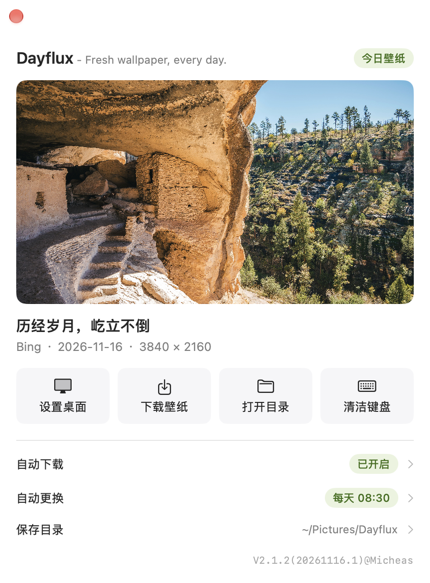 Dayflux - Fresh wallpaper, every day. 今日壁纸
历经岁月，屹立不倒
Bing · 2026-11-16 · 3840 × 2160
设置桌面 下载壁纸 打开目录 清洁键盘
自动下载 已开启
自动更换 每天 08:30
保存目录 ~/Pictures/Dayflux
V2.1.2(20261116.1)@Micheas